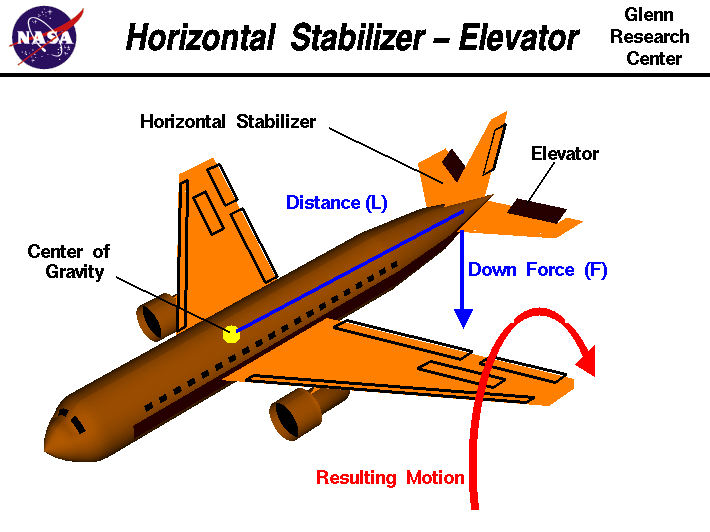 NASA
Horizontal Stabilizer – Elevator
Glenn
Research
Center
Horizontal Stabilizer
Elevator
Distance (L)
Center of
Gravity
Down Force (F)
Resulting Motion